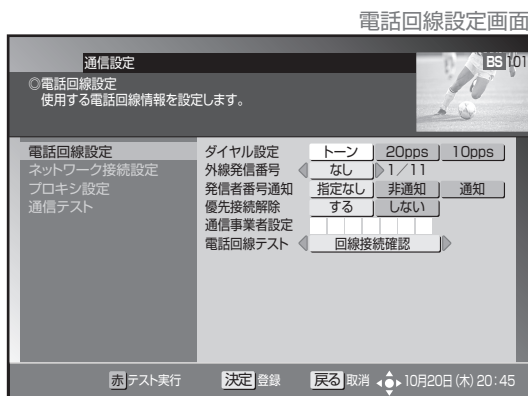 電話回線設定画面
通信設定
BS 101
◎電話回線設定
使用する電話回線情報を設定します。
電話回線設定
ネットワーク接続設定
プロキシ設定
通信テスト
ダイヤル設定 トーン 20pps 10pps
外線発信番号 なし 1/11
発信者番号通知 指定なし 非通知 通知
優先接続解除 する しない
通信事業者設定
電話回線テスト 回線接続確認
赤 テスト実行 決定 登録 戻る 取消 10月20日(木) 20:45